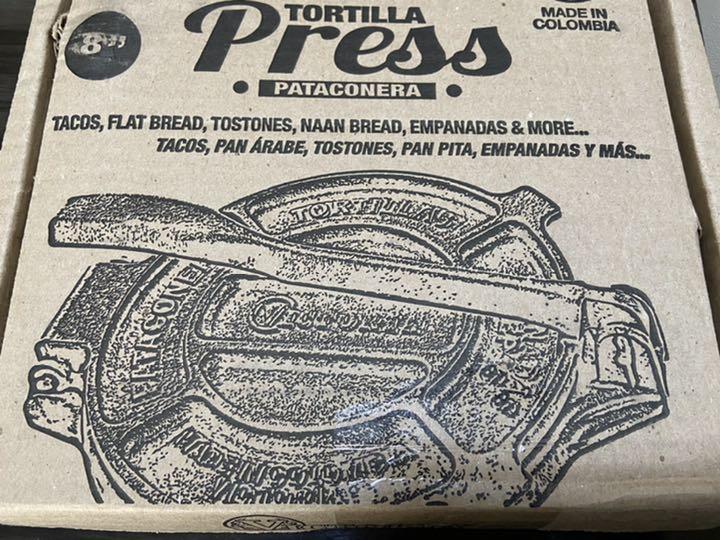 8"
TORTILLA
Press
PATACONERA
MADE IN
COLOMBIA
TACOS, FLAT BREAD, TOSTONES, NAAN BREAD, EMPANADAS & MORE...
TACOS, PAN ÁRABE, TOSTONES, PAN PITA, EMPANADAS Y MÁS...
TORTILLAS